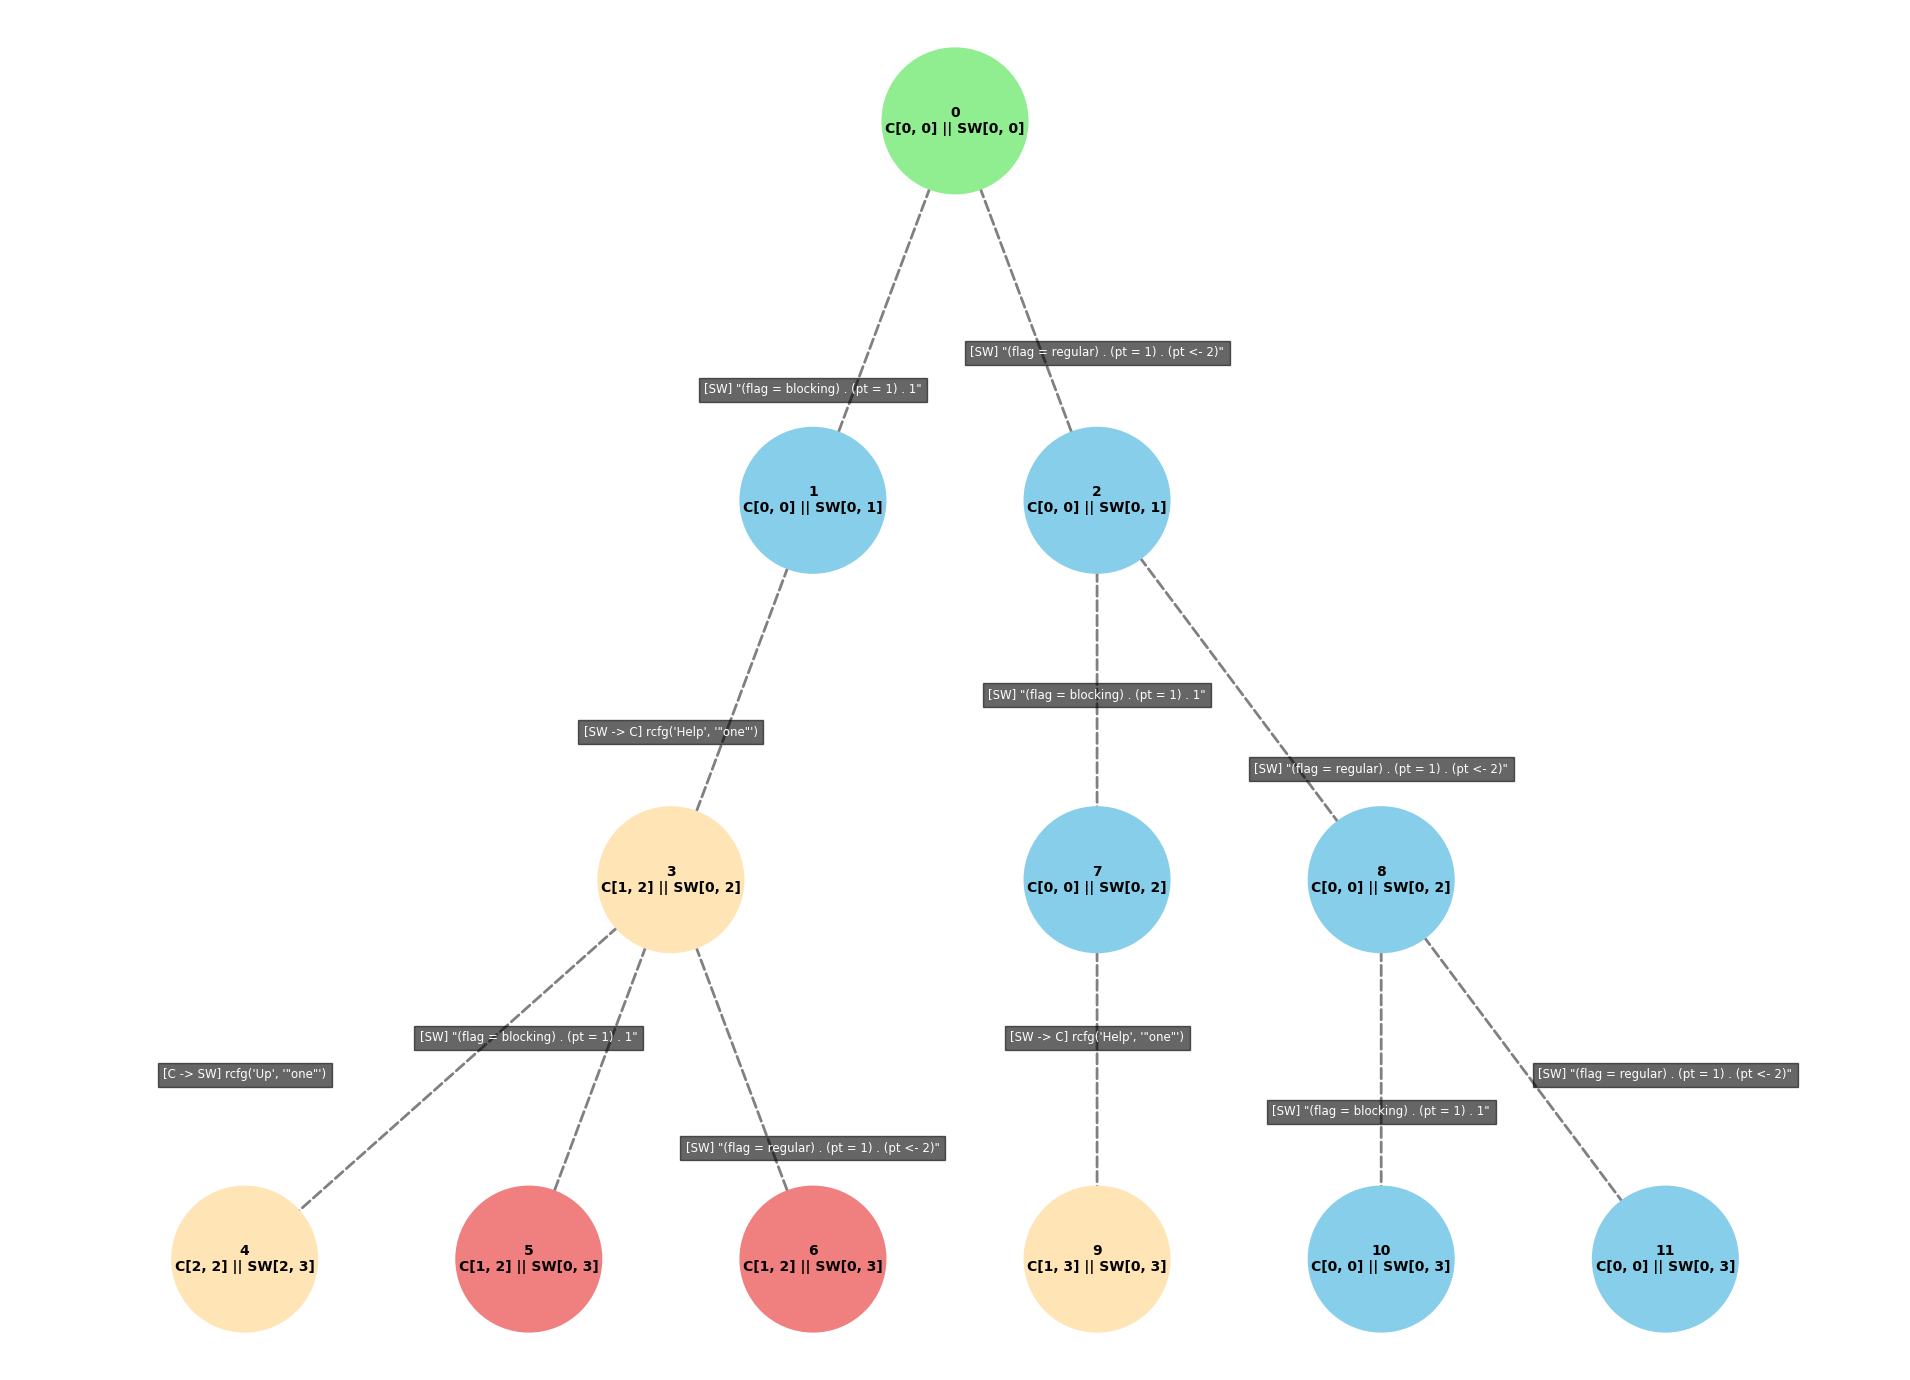 0
C[0, 0] || SW[0, 0]
[SW] "(flag = regular) . (pt = 1) . (pt <- 2)"
[SW] "(flag = blocking) . (pt = 1) . 1"
1
C[0, 0] || SW[0, 1]
2
C[0, 0] || SW[0, 1]
[SW] "(flag = blocking) . (pt = 1) . 1"
[SW -> C] rcfg('Help', '"one"')
[SW] "(flag = regular) . (pt = 1) . (pt <- 2)"
3
C[1, 2] || SW[0, 2]
7
C[0, 0] || SW[0, 2]
8
C[0, 0] || SW[0, 2]
[SW] "(flag = blocking) . (pt = 1) . 1"
[SW -> C] rcfg('Help', '"one"')
[C -> SW] rcfg('Up', '"one"')
[SW] "(flag = regular) . (pt = 1) . (pt <- 2)"
[SW] "(flag = blocking) . (pt = 1) . 1"
[SW] "(flag = regular) . (pt = 1) . (pt <- 2)"
4
C[2, 2] || SW[2, 3]
5
C[1, 2] || SW[0, 3]
6
C[1, 2] || SW[0, 3]
9
C[1, 3] || SW[0, 3]
10
C[0, 0] || SW[0, 3]
11
C[0, 0] || SW[0, 3]